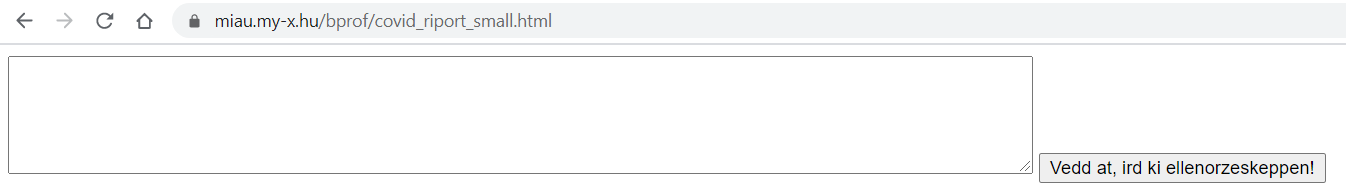 miau.my-x.hu/bprof/covid_riport_small.html
Vedd at, ird ki ellenorzeskeppen!